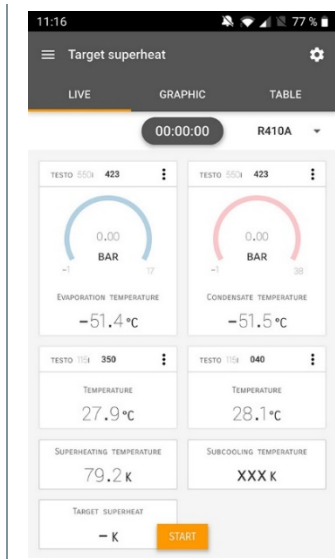 11:16 77 %
Target superheat
LIVE GRAPHIC TABLE
00:00:00 R410A
TESTO 550i 423 TESTO 550i 423
0.00 0.00
BAR BAR
-1 17 -1 38
EVAPORATION TEMPERATURE CONDENSATE TEMPERATURE
-51.4 °C -51.5 °C
TESTO 115i 350 TESTO 115i 040
TEMPERATURE TEMPERATURE
27.9 °C 28.1 °C
SUPERHEATING TEMPERATURE SUBCOOLING TEMPERATURE
79.2 K XXX K
TARGET SUPERHEAT
– K START